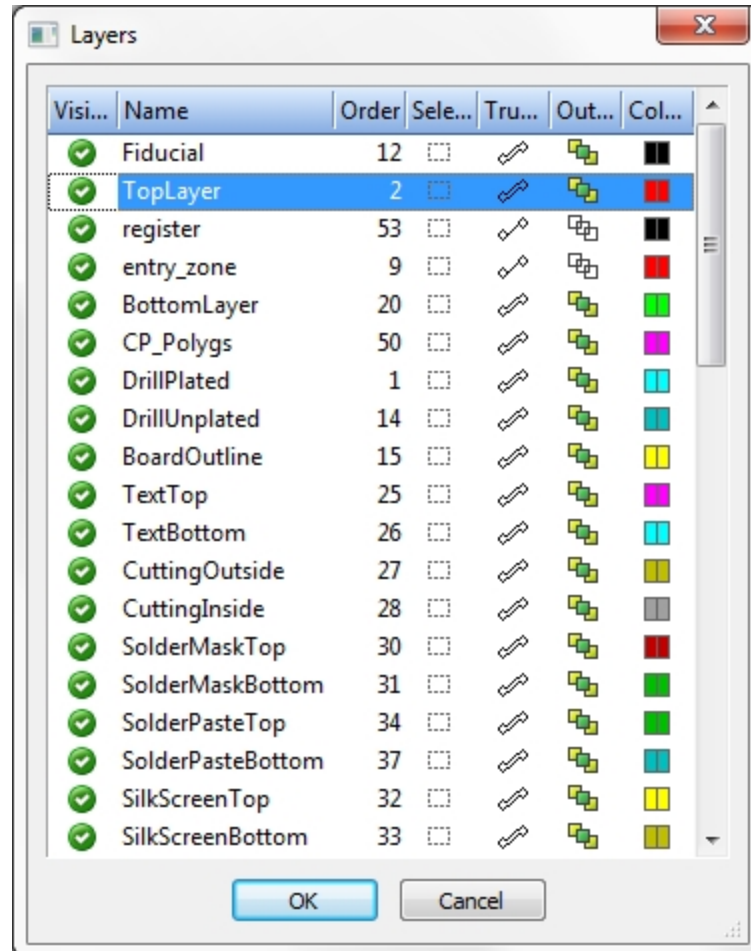 Layers
Visi... Name Order Sele... Tru... Out... Col...
Fiducial 12
TopLayer 2
register 53
entry_zone 9
BottomLayer 20
CP_Polygs 50
DrillPlated 1
DrillUnplated 14
BoardOutline 15
TextTop 25
TextBottom 26
CuttingOutside 27
CuttingInside 28
SolderMaskTop 30
SolderMaskBottom 31
SolderPasteTop 34
SolderPasteBottom 37
SilkScreenTop 32
SilkScreenBottom 33
OK Cancel